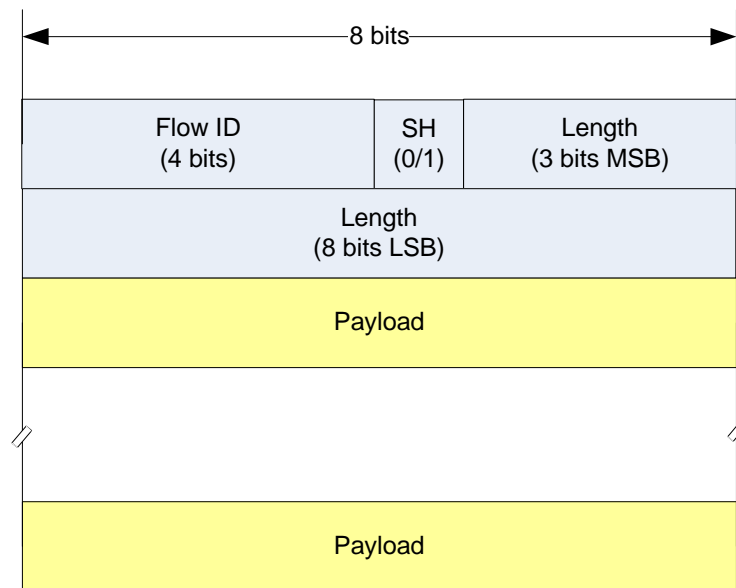 8 bits
Flow ID
(4 bits)
SH
(0/1)
Length
(3 bits MSB)
Length
(8 bits LSB)
Payload
Payload